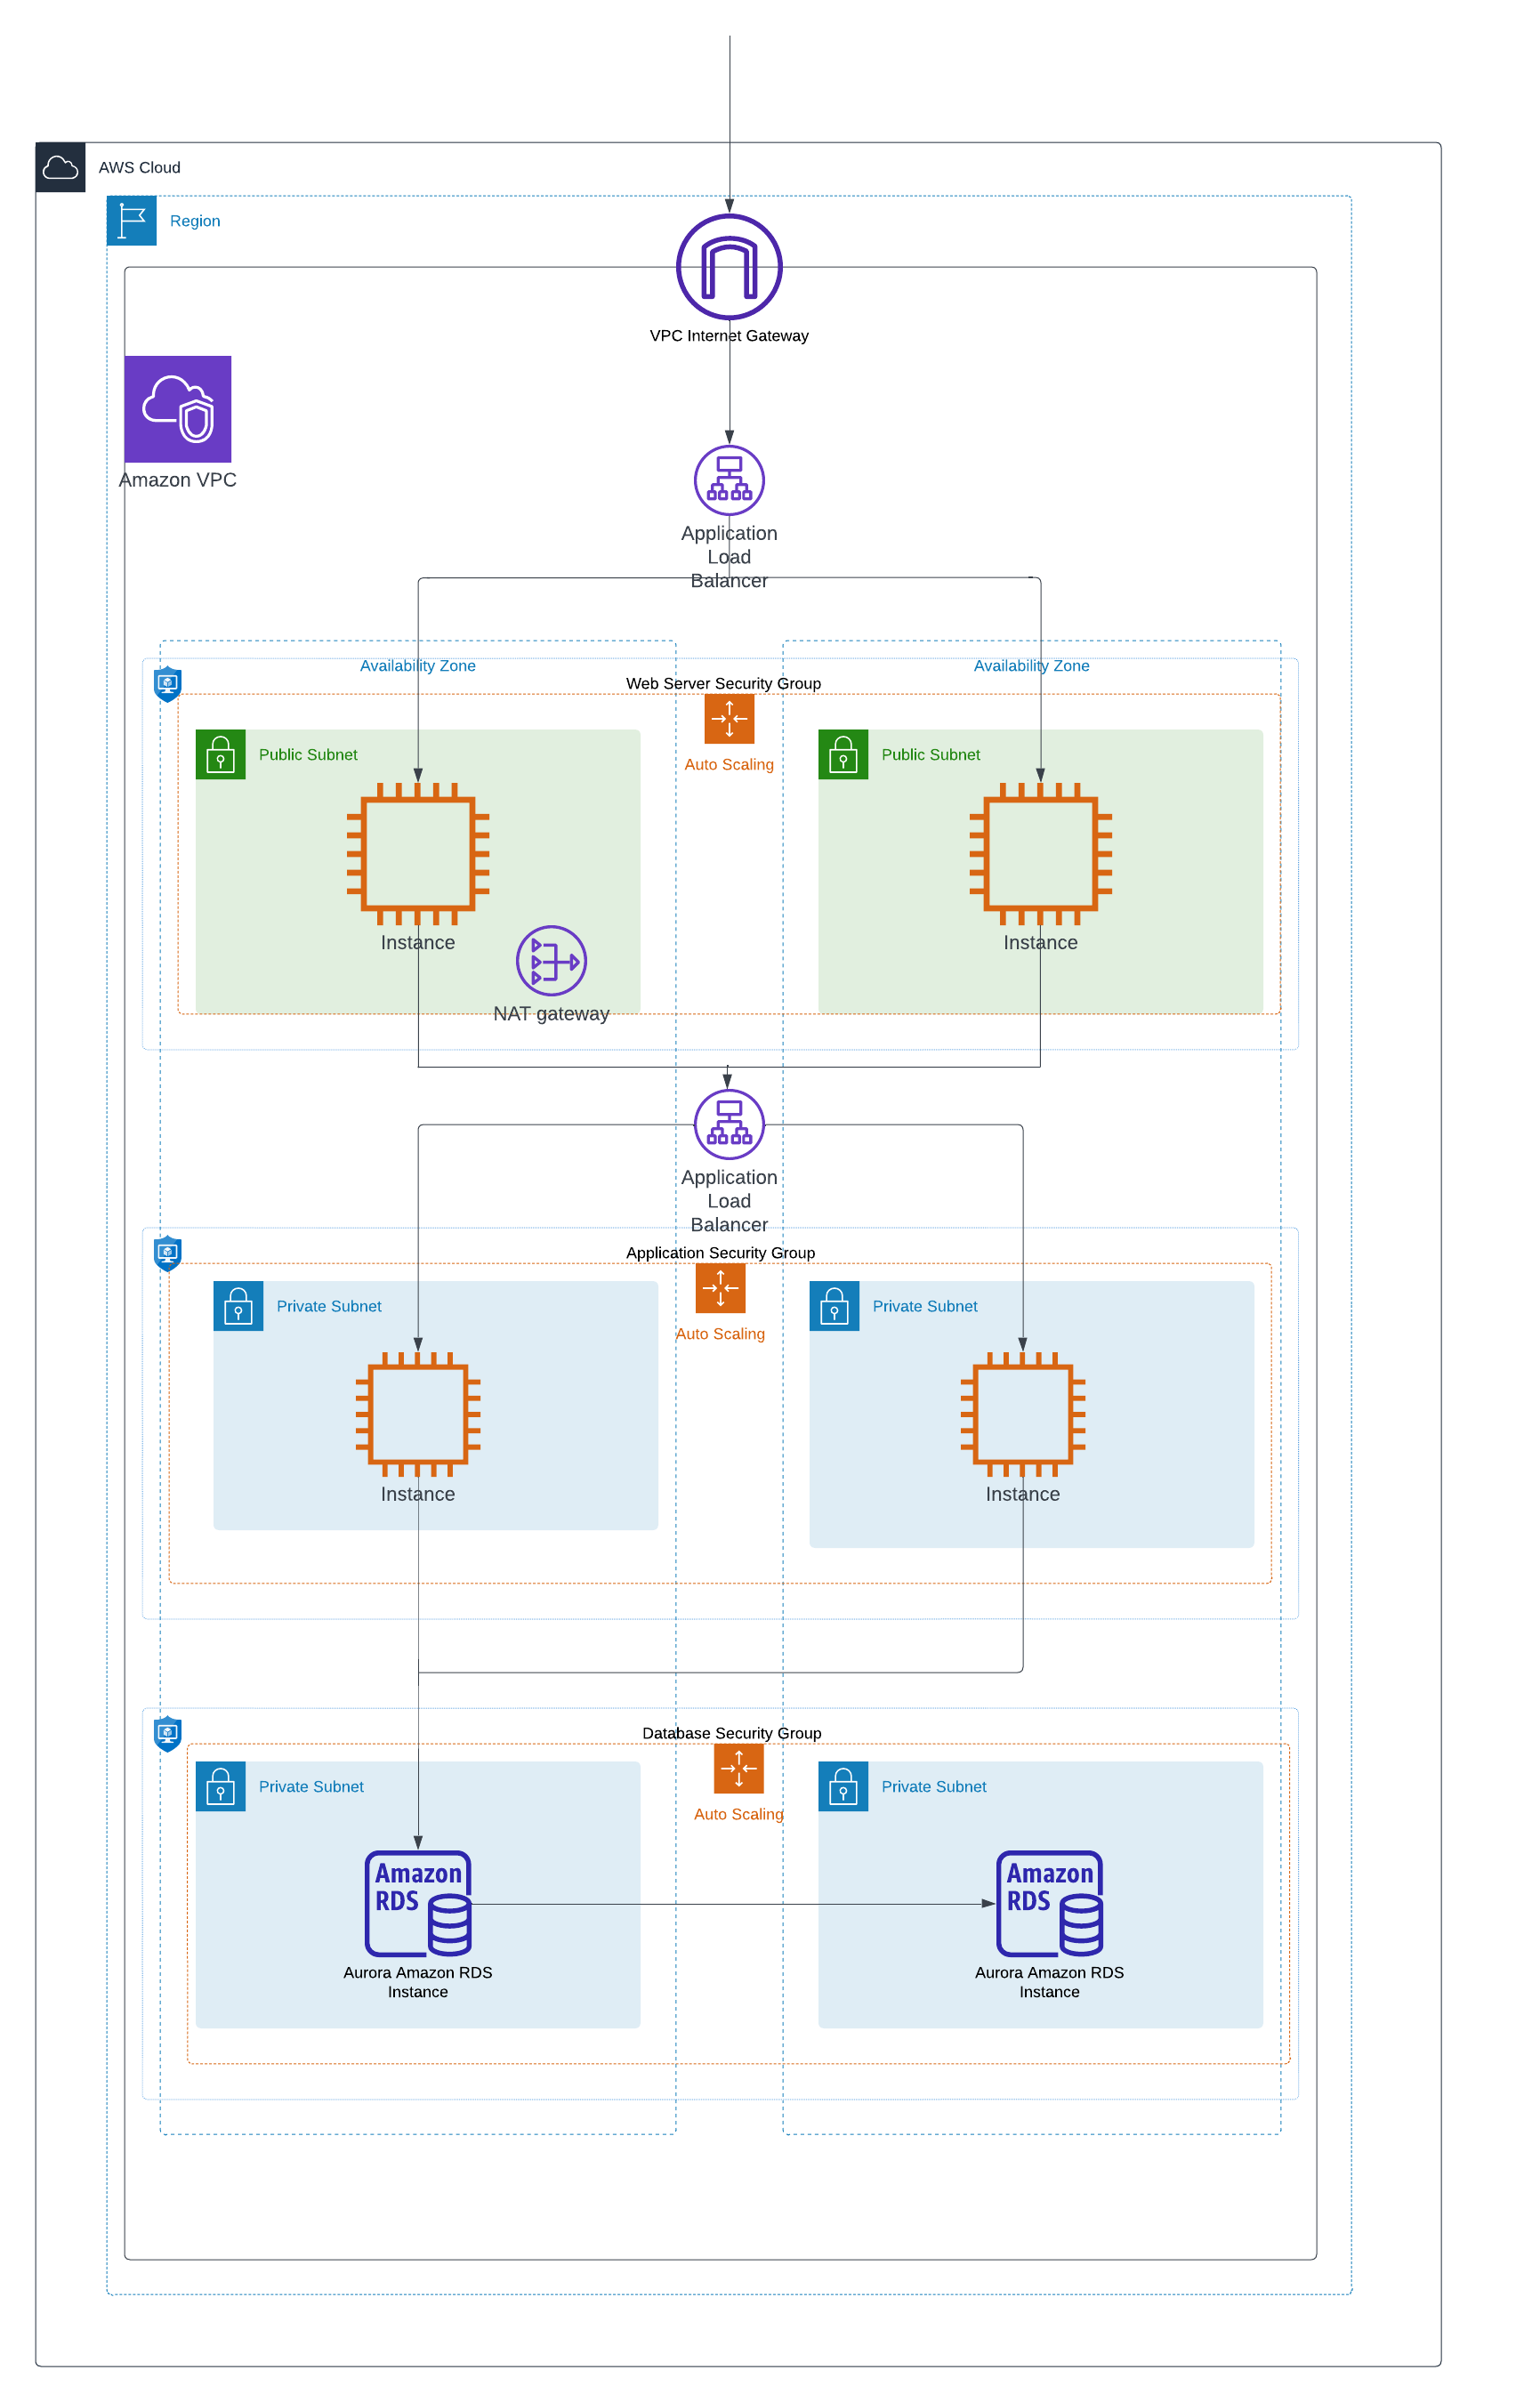 AWS Cloud
Region
VPC Internet Gateway
Amazon VPC
Application
Load
Balancer
Availability Zone
Availability Zone
Web Server Security Group
Auto Scaling
Public Subnet
Public Subnet
Instance
Instance
NAT gateway
Application
Load
Balancer
Application Security Group
Auto Scaling
Private Subnet
Private Subnet
Instance
Instance
Database Security Group
Auto Scaling
Private Subnet
Private Subnet
Amazon
RDS
Aurora Amazon RDS
Instance
Amazon
RDS
Aurora Amazon RDS
Instance